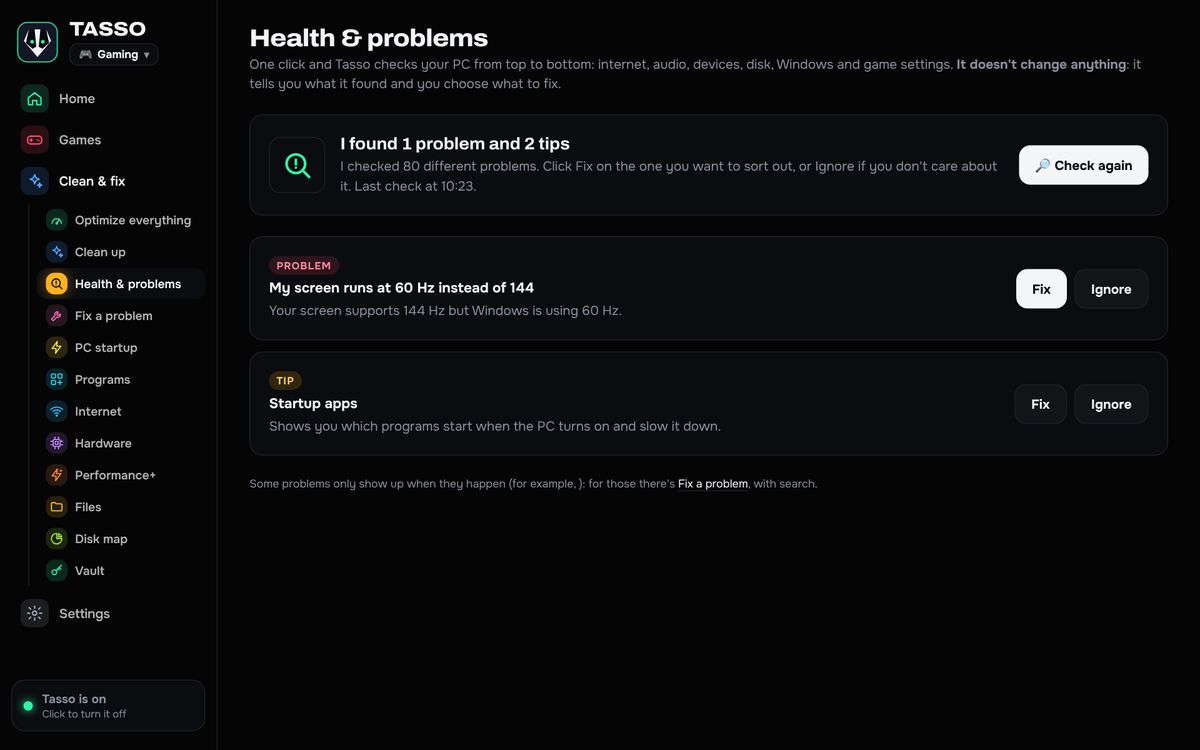 TASSO
🎮 Gaming ▾
Home
Games
Clean & fix
Optimize everything
Clean up
Health & problems
Fix a problem
PC startup
Programs
Internet
Hardware
Performance+
Files
Disk map
Vault
Settings
Tasso is on
Click to turn it off
Health & problems
One click and Tasso checks your PC from top to bottom: internet, audio, devices, disk, Windows and game settings. It doesn't change anything: it
tells you what it found and you choose what to fix.
I found 1 problem and 2 tips
I checked 80 different problems. Click Fix on the one you want to sort out, or Ignore if you don't care about
it. Last check at 10:23.
🔎 Check again
PROBLEM
My screen runs at 60 Hz instead of 144
Your screen supports 144 Hz but Windows is using 60 Hz.
Fix
Ignore
TIP
Startup apps
Shows you which programs start when the PC turns on and slow it down.
Fix
Ignore
Some problems only show up when they happen (for example, ): for those there's Fix a problem, with search.